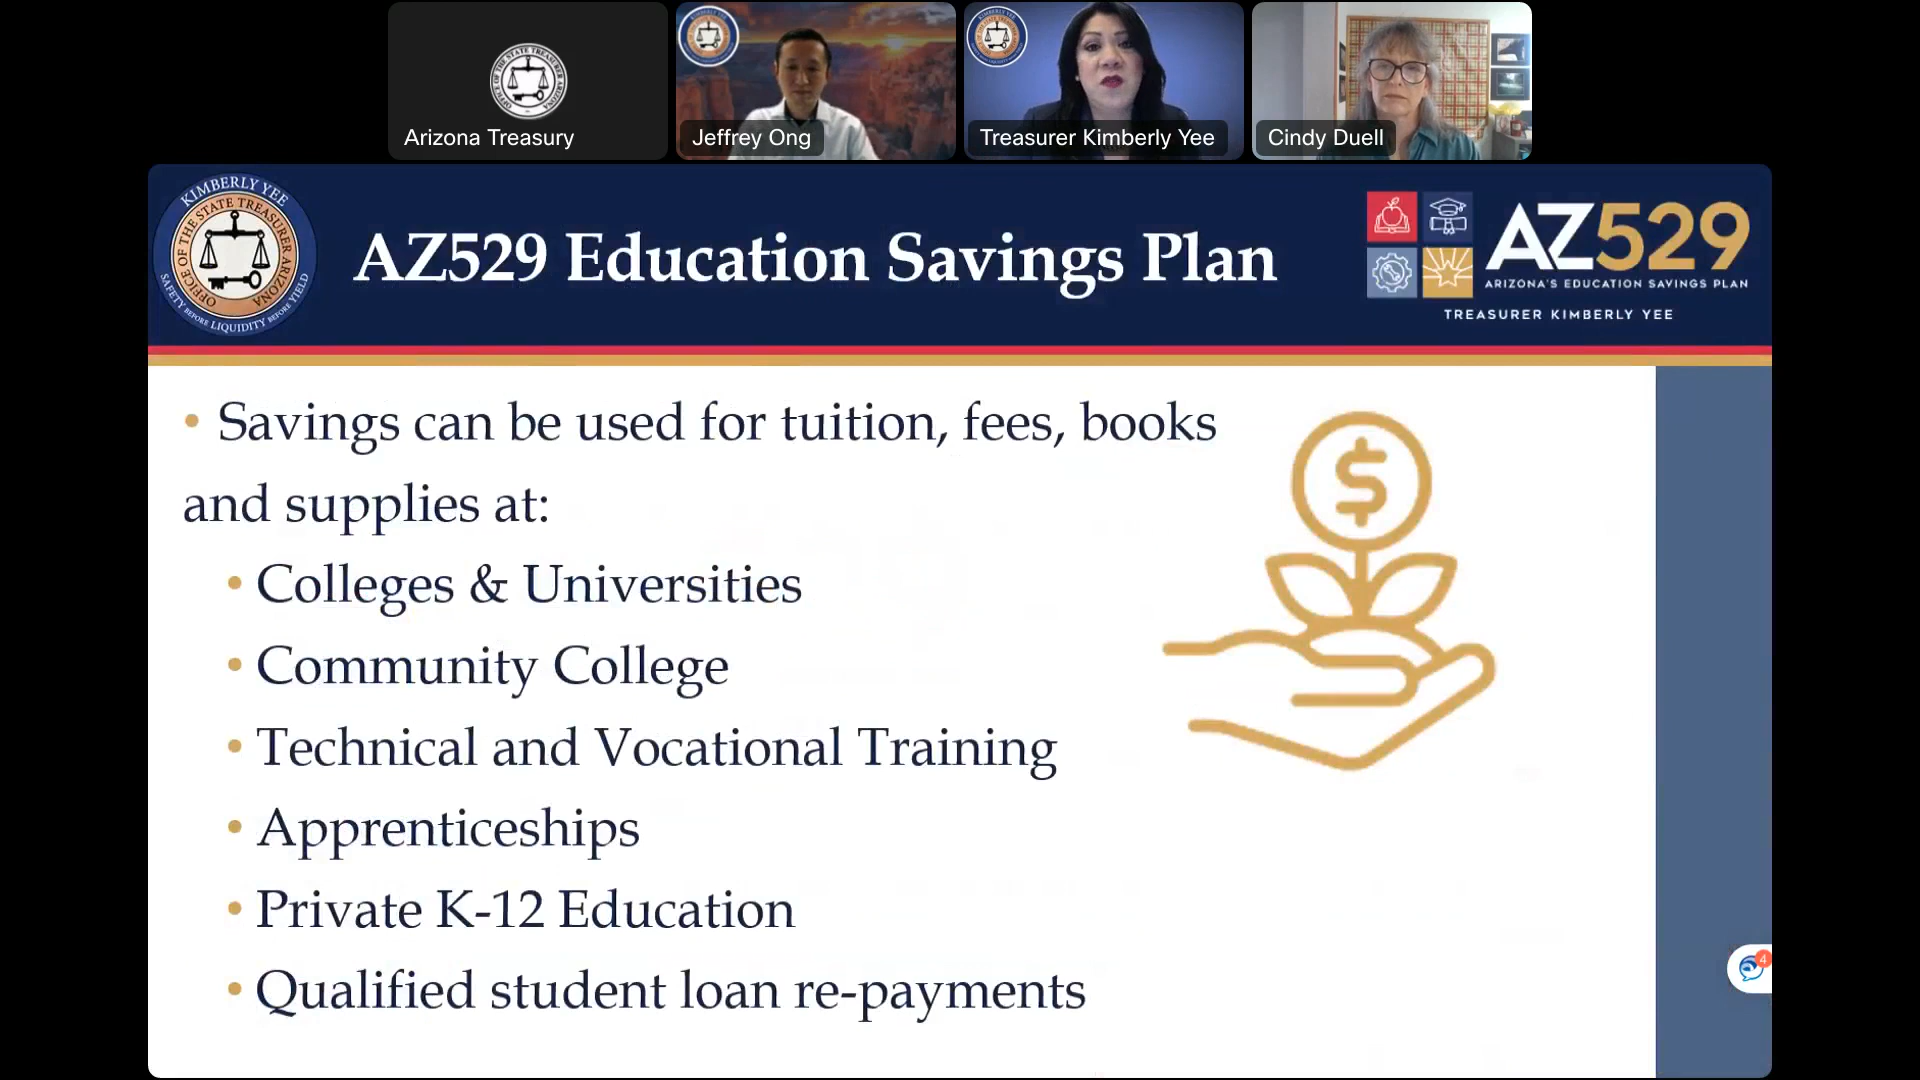 Arizona Treasury
Jeffrey Ong
Treasurer Kimberly Yee
Cindy Duell
KIMBERLY YEE
OFFICE OF THE STATE TREASURER ARIZONA
SAFETY BEFORE LIQUIDITY BEFORE YIELD
AZ529 Education Savings Plan
AZ529
ARIZONA'S EDUCATION SAVINGS PLAN
TREASURER KIMBERLY YEE
• Savings can be used for tuition, fees, books
and supplies at:
• Colleges & Universities
• Community College
• Technical and Vocational Training
• Apprenticeships
• Private K-12 Education
• Qualified student loan re-payments
$
4